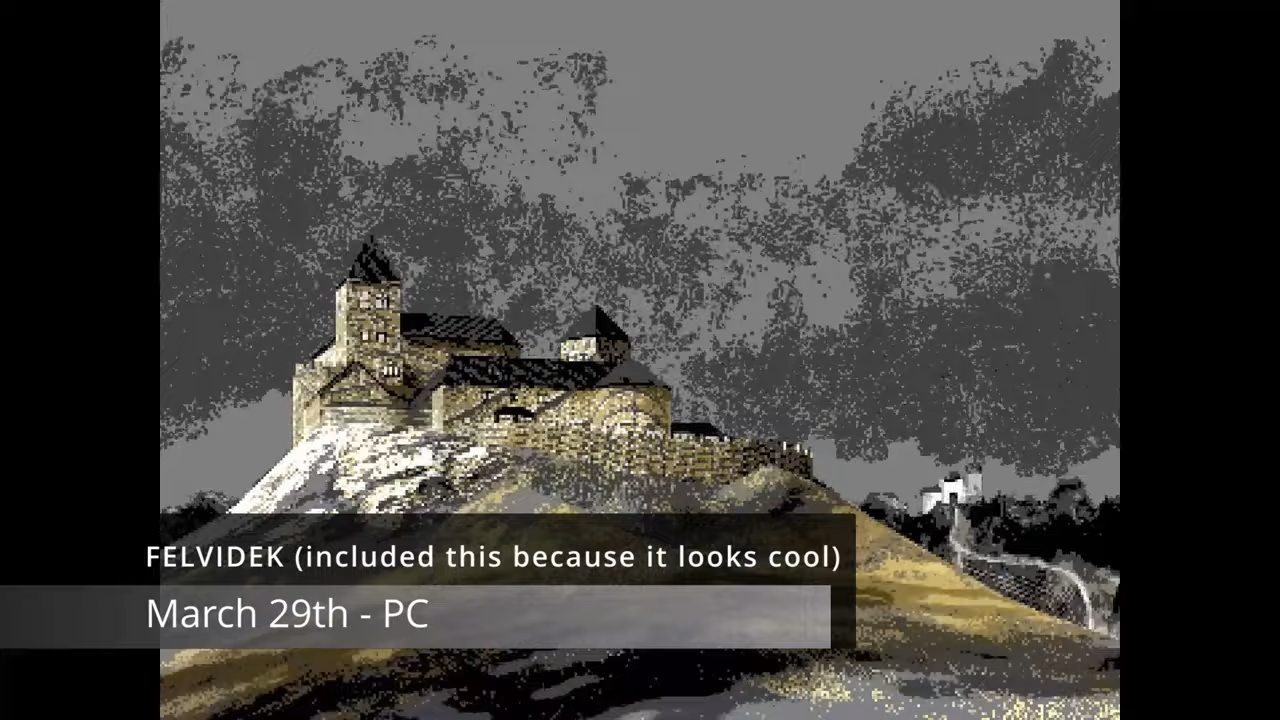 FELVIDEK (included this because it looks cool)
March 29th - PC